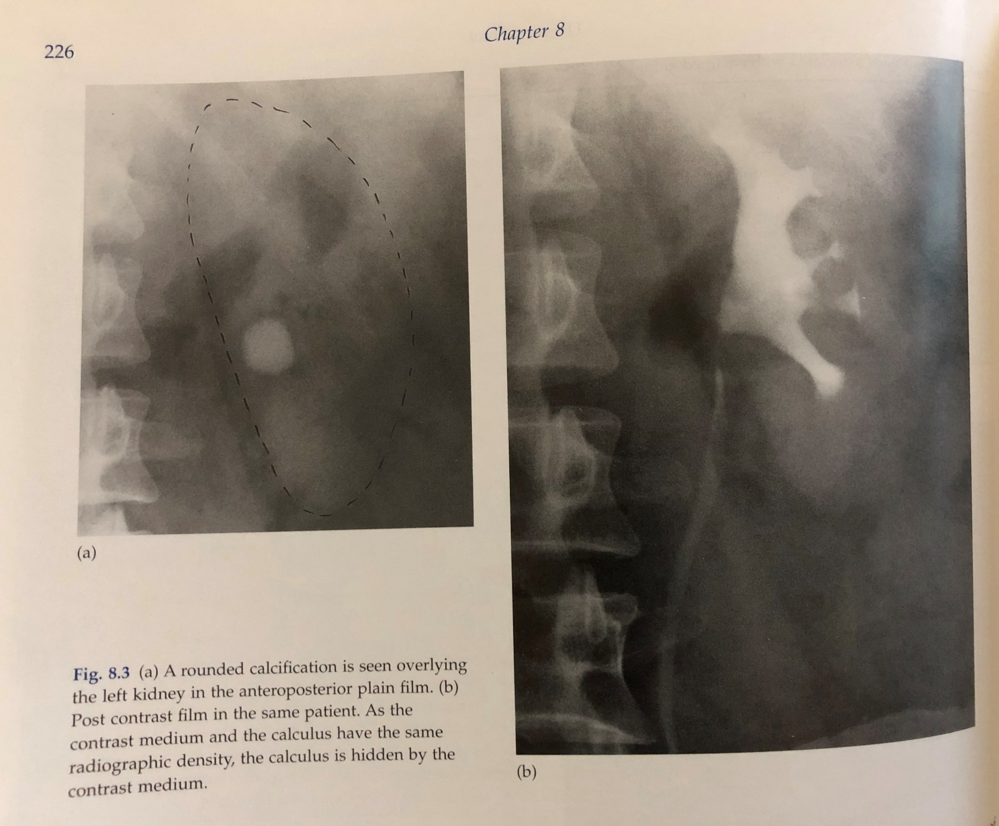 226
Chapter 8
(a)
(b)
Fig. 8.3 (a) A rounded calcification is seen overlying
the left kidney in the anteroposterior plain film. (b)
Post contrast film in the same patient. As the
contrast medium and the calculus have the same
radiographic density, the calculus is hidden by the
contrast medium.